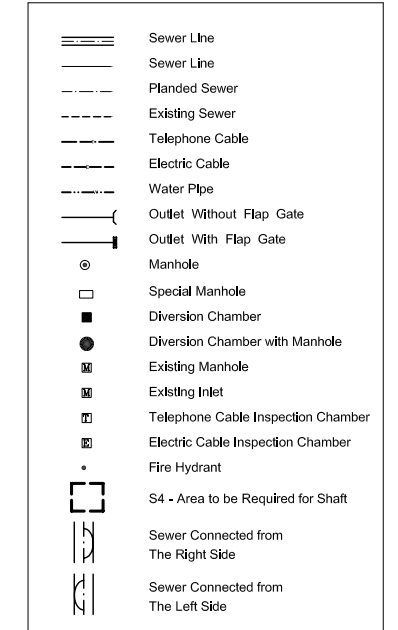 Sewer LIne
Sewer Line
Planded Sewer
Existing Sewer
Telephone Cable
Electric Cable
Water PIpe
Outlet Without Flap Gate
Outlet With Flap Gate
Manhole
Special Manhole
Diversion Chamber
Diversion Chamber with Manhole
M Existing Manhole
M ExIstIng Inlet
T Telephone Cable Inspection Chamber
E Electric Cable Inspection Chamber
Fire Hydrant
S4 - Area to be Required for Shaft
Sewer Connected from
The Right Side
Sewer Connected from
The Left Side